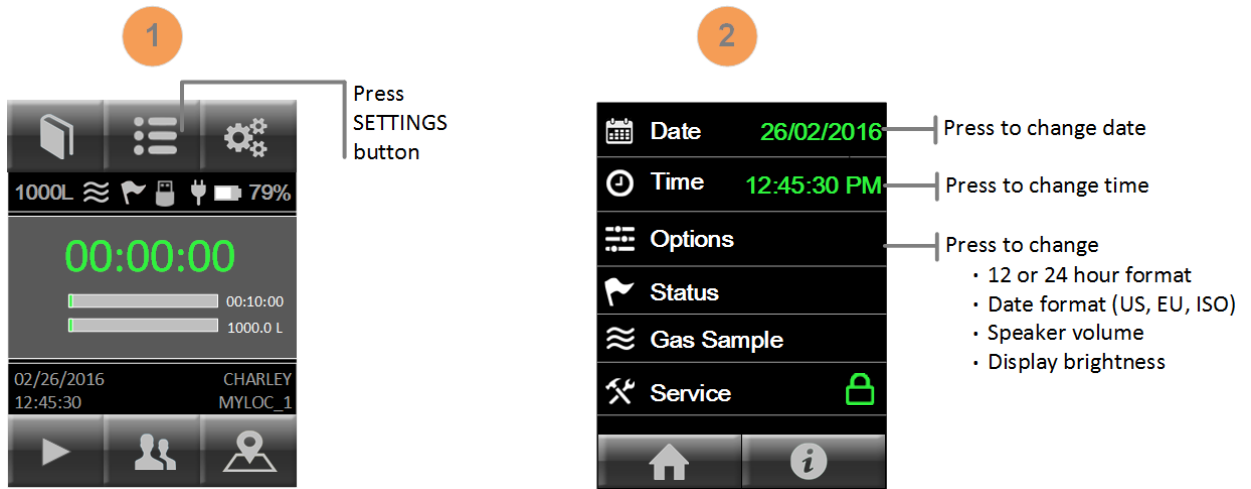 1
Press
SETTINGS
button
1000L 79%
00:00:00
00:10:00
1000.0 L
02/26/2016 CHARLEY
12:45:30 MYLOC_1
2
Date 26/02/2016
Press to change date
Time 12:45:30 PM
Press to change time
Options
Press to change
· 12 or 24 hour format
· Date format (US, EU, ISO)
· Speaker volume
· Display brightness
Status
Gas Sample
Service
i